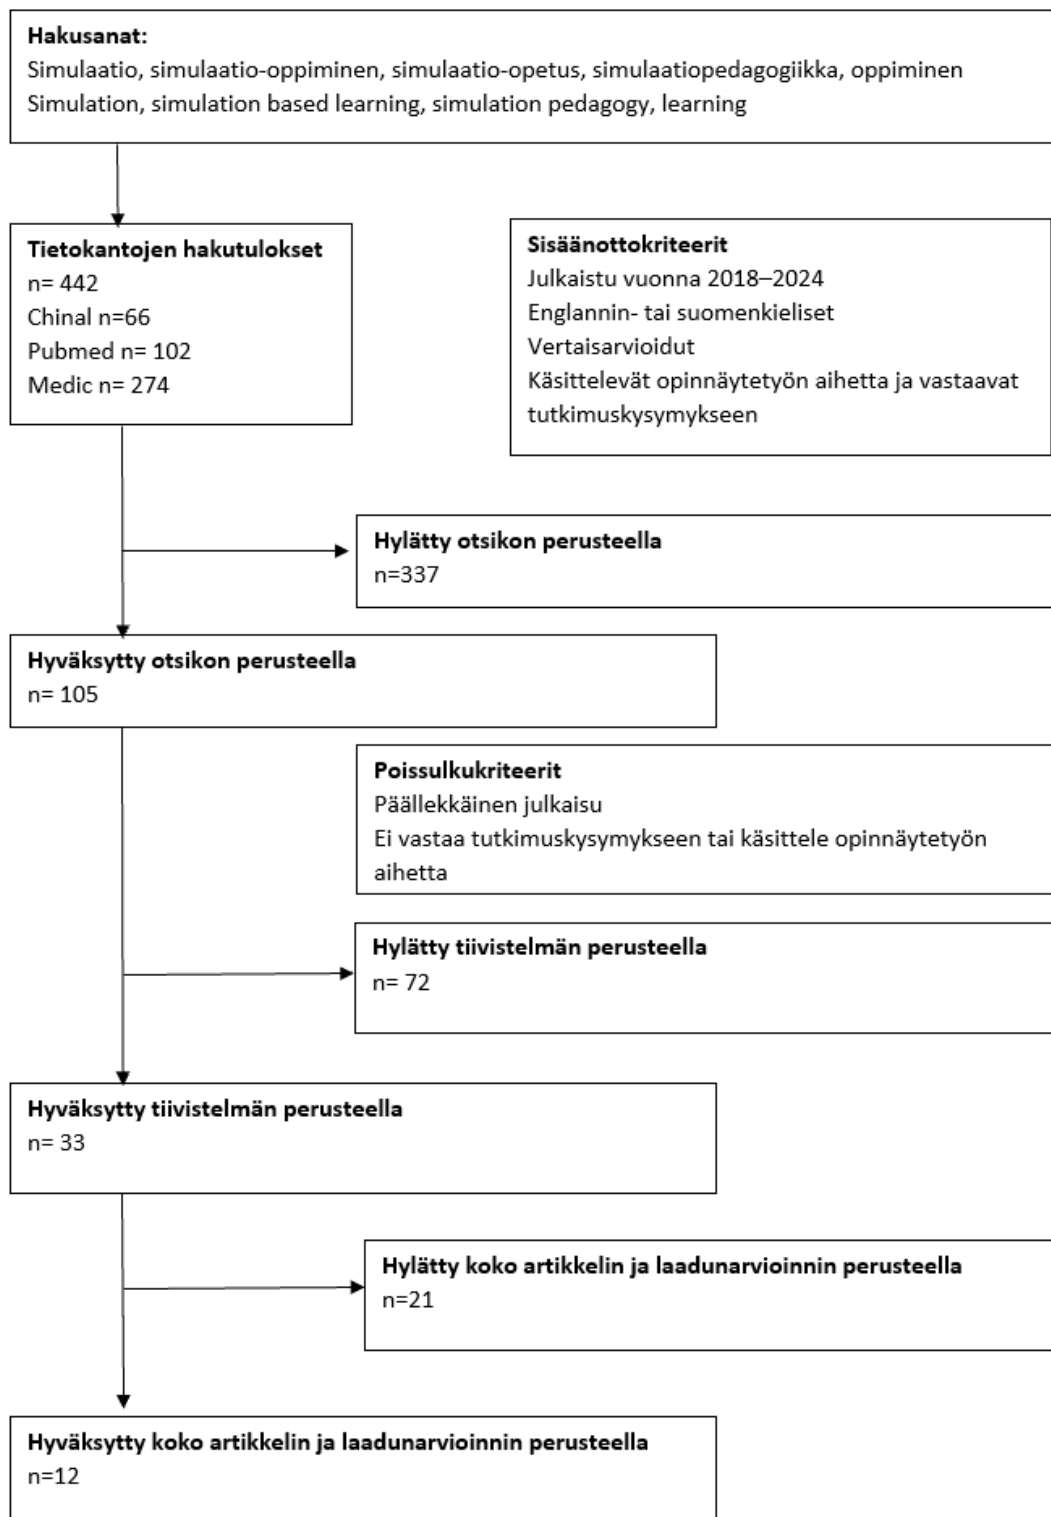 Hakusanat:
Simulaatio, simulaatio-oppiminen, simulaatio-opetus, simulaatiopedagogiikka, oppiminen
Simulation, simulation based learning, simulation pedagogy, learning
Tietokantojen hakutulokset
n= 442
Chinal n=66
Pubmed n= 102
Medic n= 274
Sisäänottokriteerit
Julkaistu vuonna 2018–2024
Englannin- tai suomenkieliset
Vertaisarvioidut
Käsittelevät opinnäytetyön aihetta ja vastaavat
tutkimuskysymykseen
Hylätty otsikon perusteella
n=337
Hyväksytty otsikon perusteella
n= 105
Poissulkukriteerit
Päällekkäinen julkaisu
Ei vastaa tutkimuskysymykseen tai käsittele opinnäytetyön
aihetta
Hylätty tiivistelmän perusteella
n= 72
Hyväksytty tiivistelmän perusteella
n= 33
Hylätty koko artikkelin ja laadunarvioinnin perusteella
n=21
Hyväksytty koko artikkelin ja laadunarvioinnin perusteella
n=12